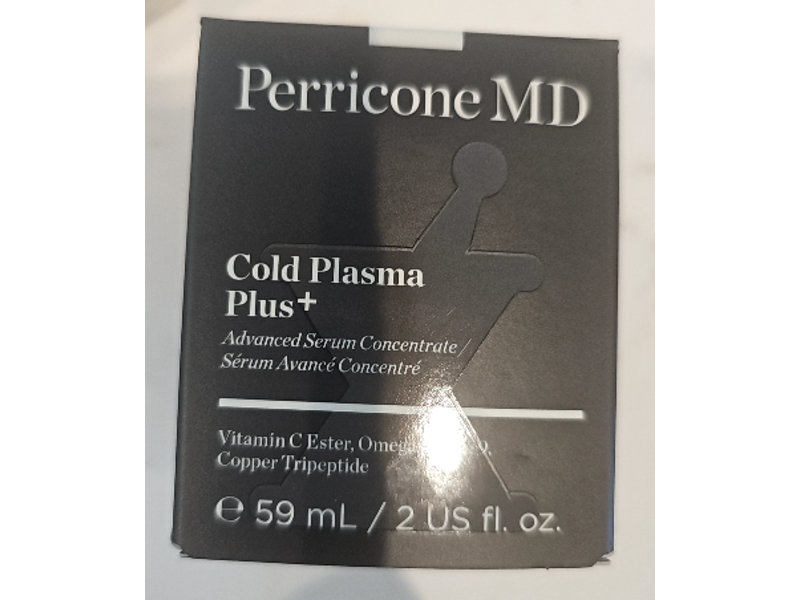 Perricone MD
Cold Plasma
Plus+
Advanced Serum Concentrate /
Sérum Avancé Concentré
Vitamin C Ester, Omega
Copper Tripeptide
℮ 59 mL / 2 US fl. oz.